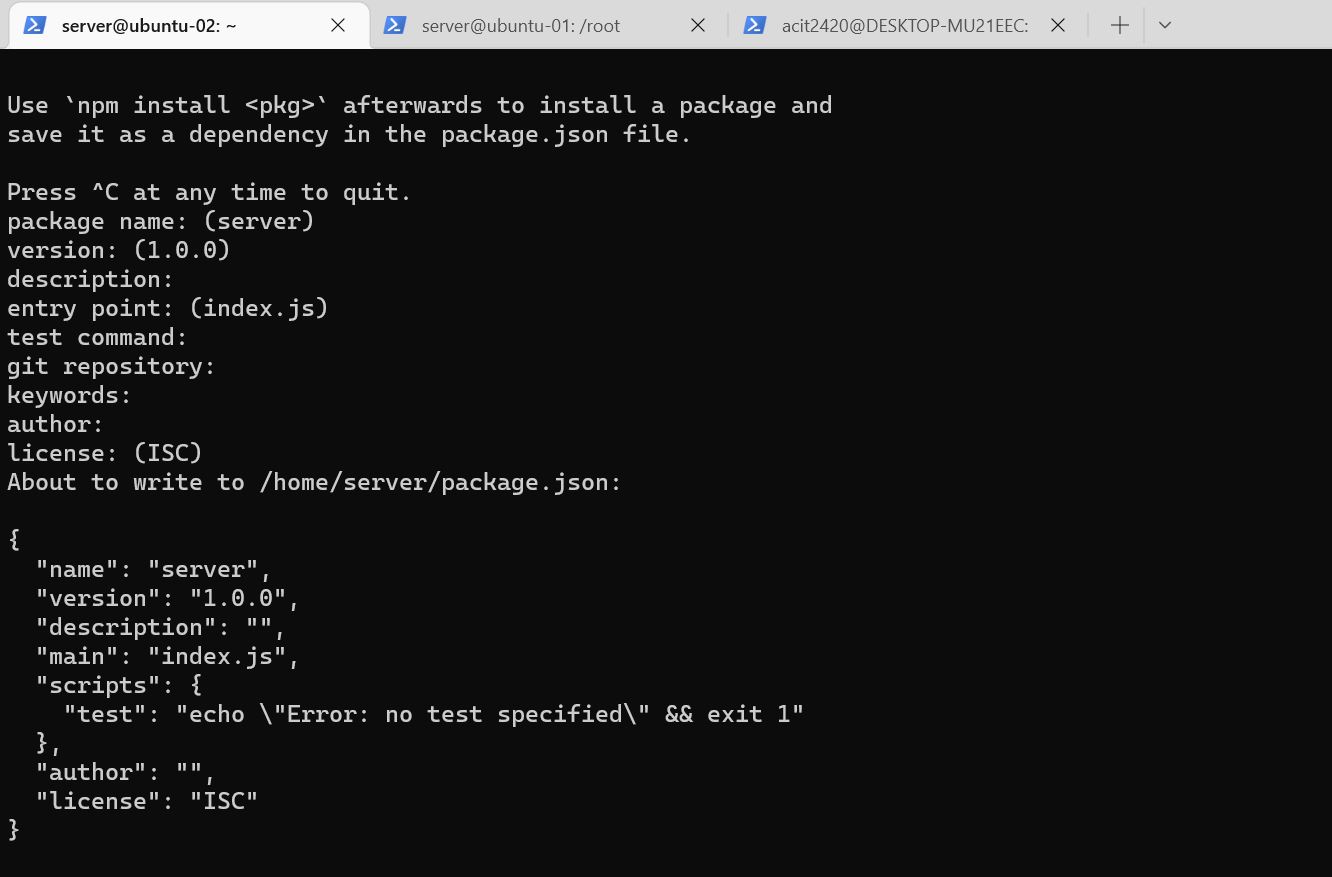 server@ubuntu-02: ~
server@ubuntu-01: /root
acit2420@DESKTOP-MU21EEC:
Use `npm install <pkg>` afterwards to install a package and
save it as a dependency in the package.json file.
Press ^C at any time to quit.
package name: (server)
version: (1.0.0)
description:
entry point: (index.js)
test command:
git repository:
keywords:
author:
license: (ISC)
About to write to /home/server/package.json:
{
  "name": "server",
  "version": "1.0.0",
  "description": "",
  "main": "index.js",
  "scripts": {
    "test": "echo \"Error: no test specified\" && exit 1"
  },
  "author": "",
  "license": "ISC"
}